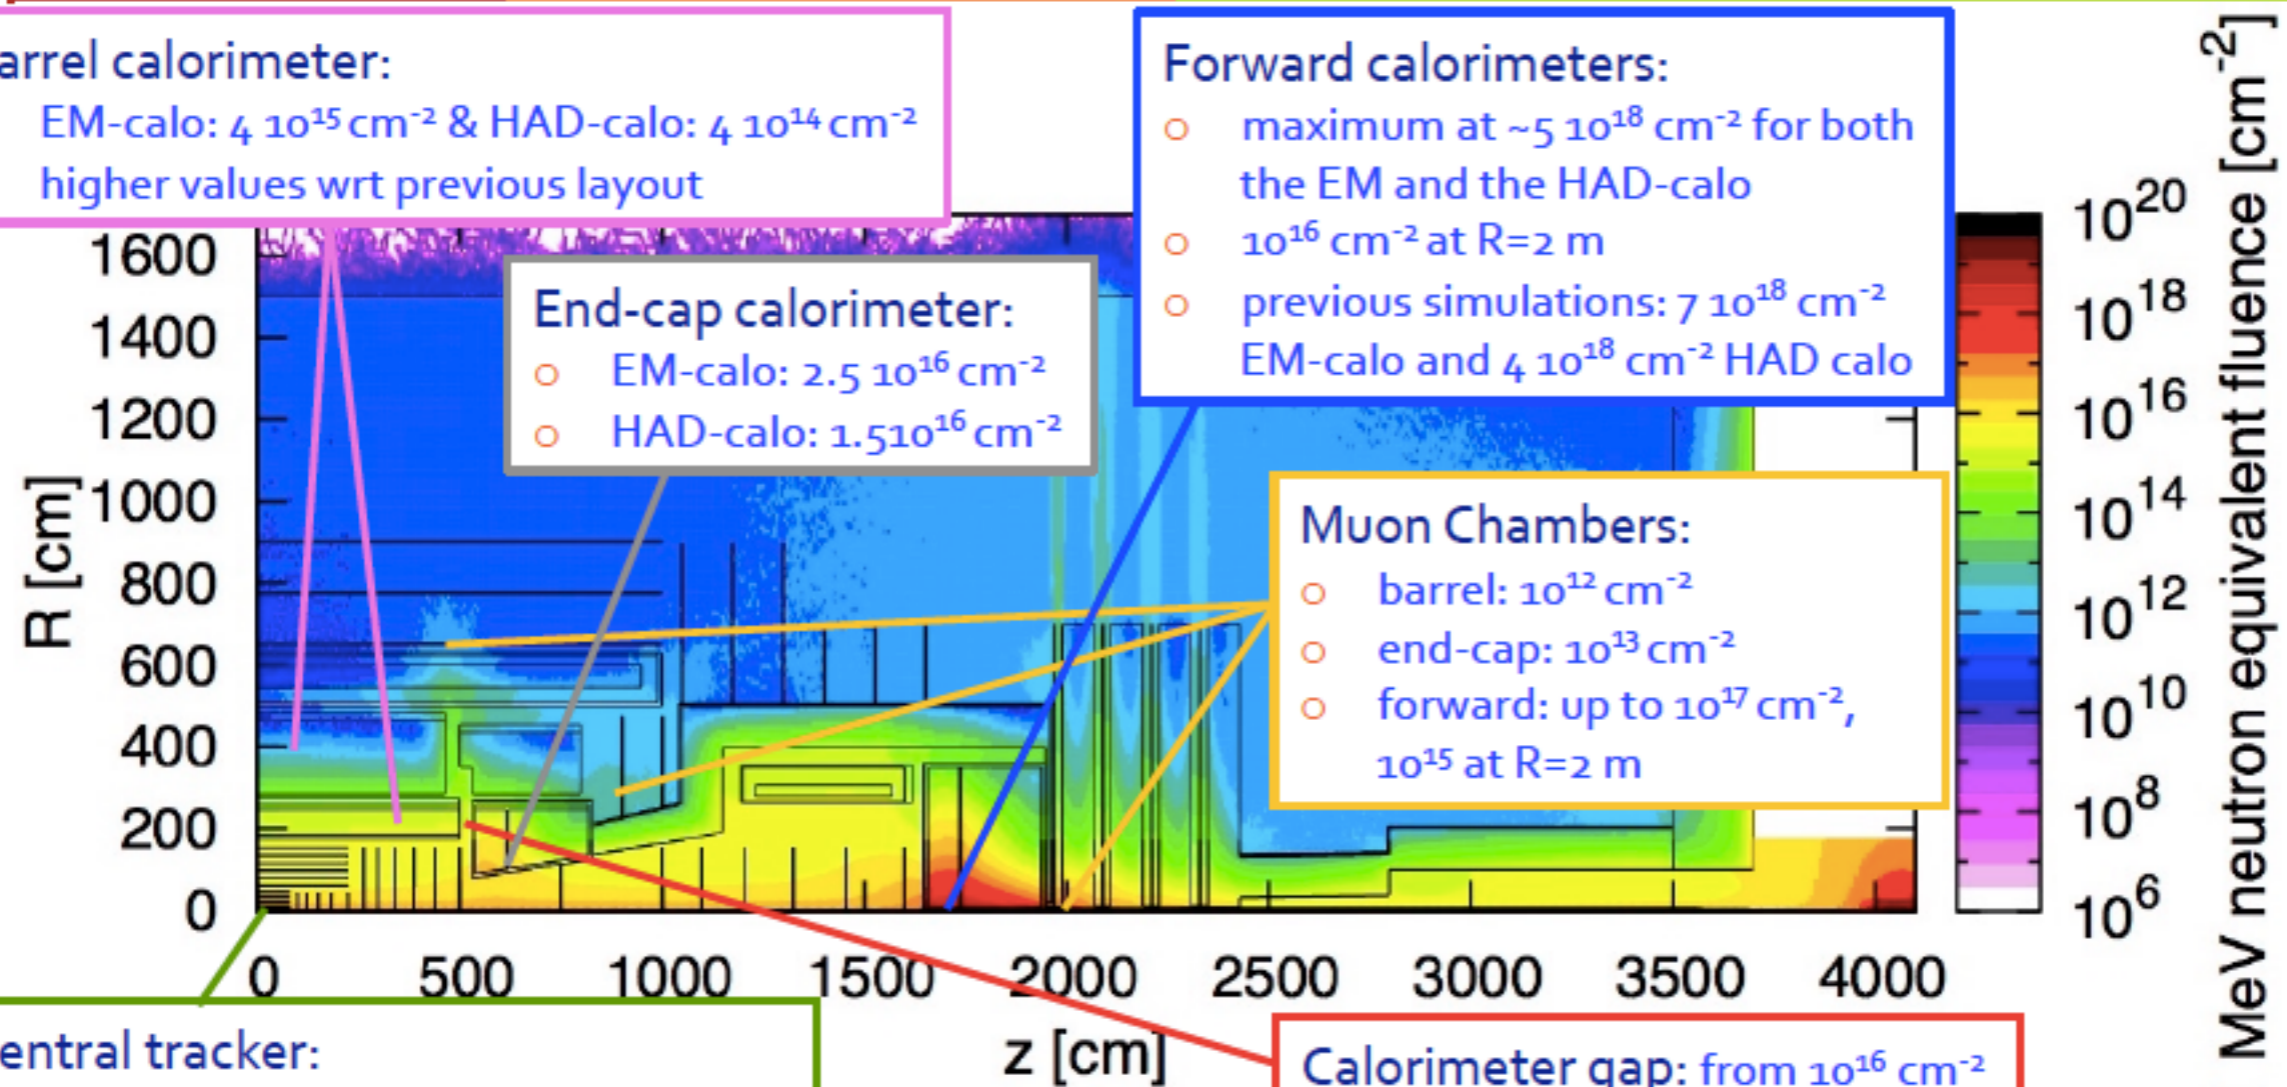 arrel calorimeter:
EM-calo: 4 10¹⁵ cm⁻² & HAD-calo: 4 10¹⁴ cm⁻²
higher values wrt previous layout
Forward calorimeters:
○ maximum at ~5 10¹⁸ cm⁻² for both
the EM and the HAD-calo
○ 10¹⁶ cm⁻² at R=2 m
○ previous simulations: 7 10¹⁸ cm⁻²
EM-calo and 4 10¹⁸ cm⁻² HAD calo
End-cap calorimeter:
○ EM-calo: 2.5 10¹⁶ cm⁻²
○ HAD-calo: 1.510¹⁶ cm⁻²
Muon Chambers:
○ barrel: 10¹² cm⁻²
○ end-cap: 10¹³ cm⁻²
○ forward: up to 10¹⁷ cm⁻²,
10¹⁵ at R=2 m
R [cm]
1600
1400
1200
1000
800
600
400
200
0
0 500 1000 1500 2000 2500 3000 3500 4000
z [cm]
10²⁰
10¹⁸
10¹⁶
10¹⁴
10¹²
10¹⁰
10⁸
10⁶
MeV neutron equivalent fluence [cm⁻²]
entral tracker:
Calorimeter gap: from 10¹⁶ cm⁻²